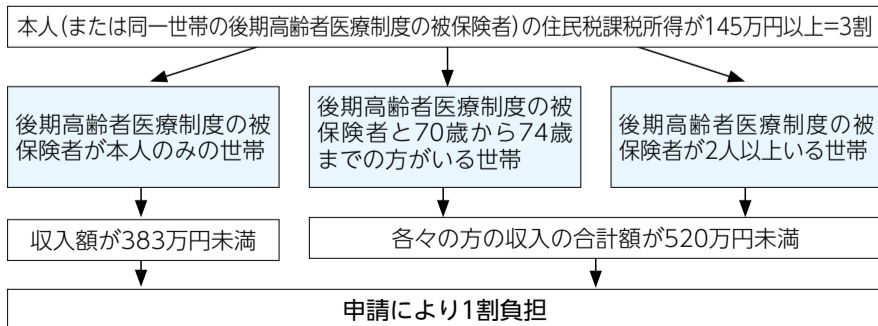 本人(または同一世帯の後期高齢者医療制度の被保険者)の住民税課税所得が145万円以上=3割
後期高齢者医療制度の被
保険者が本人のみの世帯
後期高齢者医療制度の被
保険者と70歳から74歳
までの方がいる世帯
後期高齢者医療制度の被
保険者が2人以上いる世帯
収入額が383万円未満
各々の方の収入の合計額が520万円未満
申請により1割負担